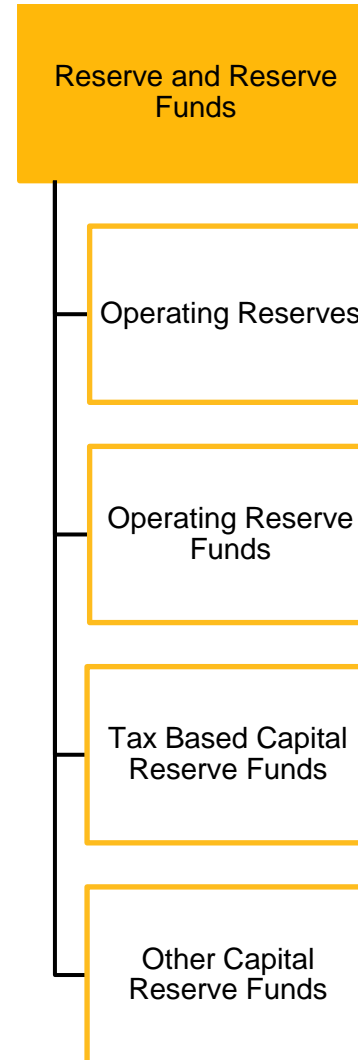 Reserve and Reserve
Funds
Operating Reserves
Operating Reserve
Funds
Tax Based Capital
Reserve Funds
Other Capital
Reserve Funds